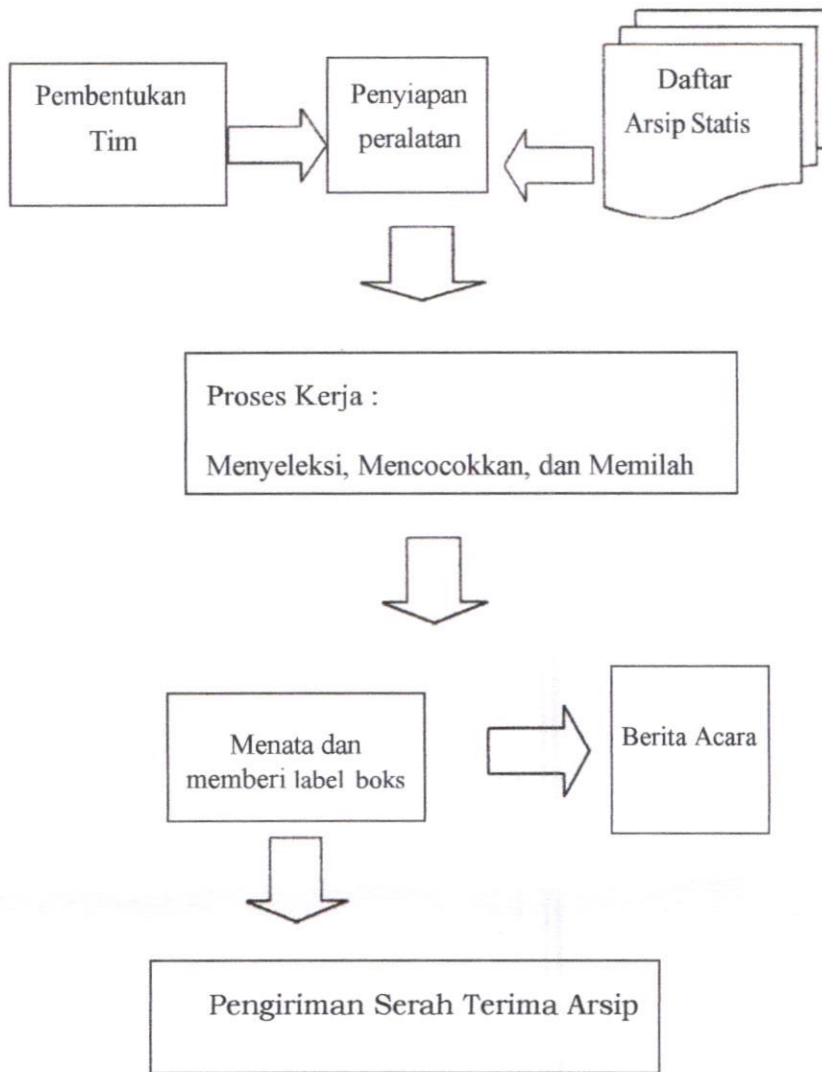 Pembentukan
Tim
Penyiapan
peralatan
Daftar
Arsip Statis
Proses Kerja :
Menyeleksi, Mencocokkan, dan Memilah
Menata dan
memberi label boks
Berita Acara
Pengiriman Serah Terima Arsip